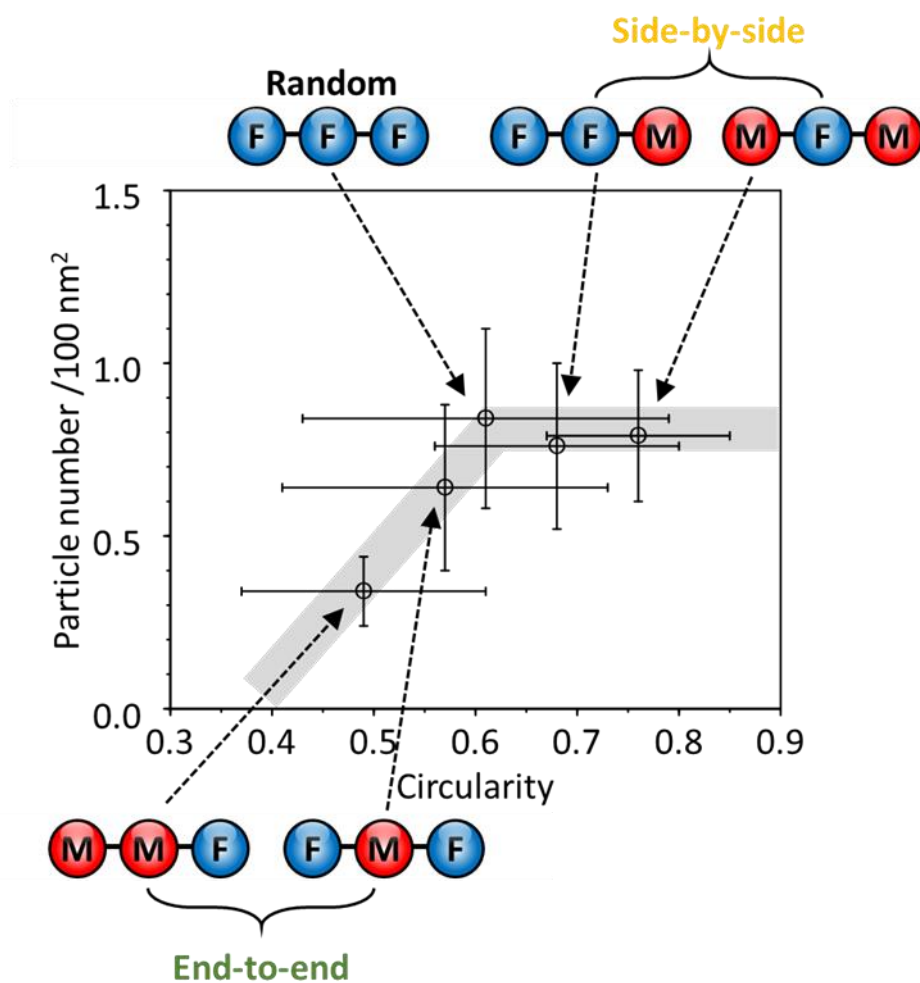 Side-by-side
Random
F F F F F M M F M
1.5
1.0
0.5
0.0
Particle number /100 nm²
0.3 0.4 0.5 0.6 0.7 0.8 0.9
Circularity
M M F F M F
End-to-end